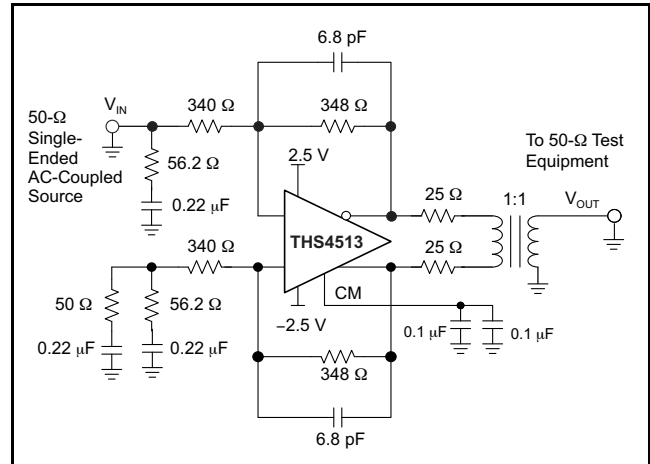 6.8 pF
50-Ω
Single-
Ended
AC-Coupled
Source
V_IN
340 Ω
348 Ω
56.2 Ω
0.22 µF
2.5 V
THS4513
To 50-Ω Test
Equipment
25 Ω
1:1
V_OUT
25 Ω
340 Ω
CM
50 Ω
56.2 Ω
–2.5 V
0.22 µF
0.22 µF
0.1 µF
0.1 µF
348 Ω
6.8 pF